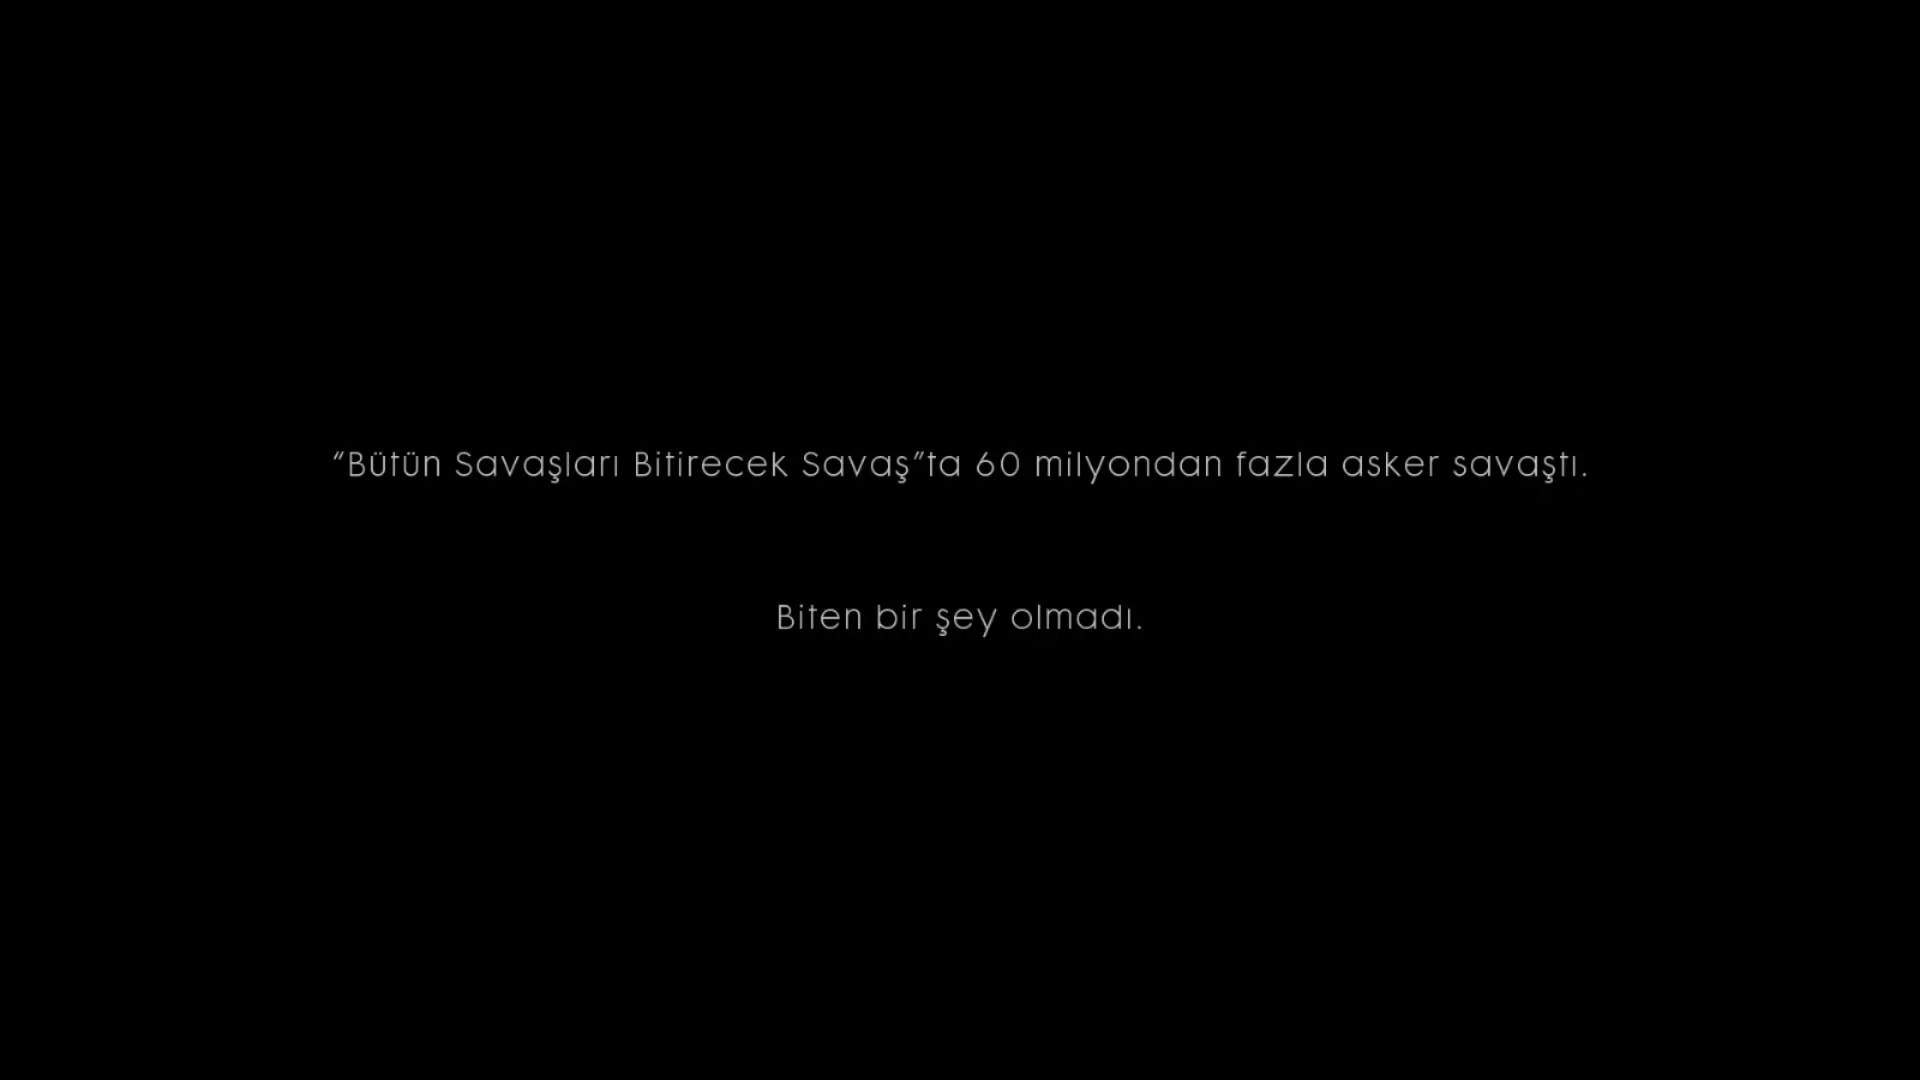 “Bütün Savaşları Bitirecek Savaş”ta 60 milyondan fazla asker savaştı.
Biten bir şey olmadı.